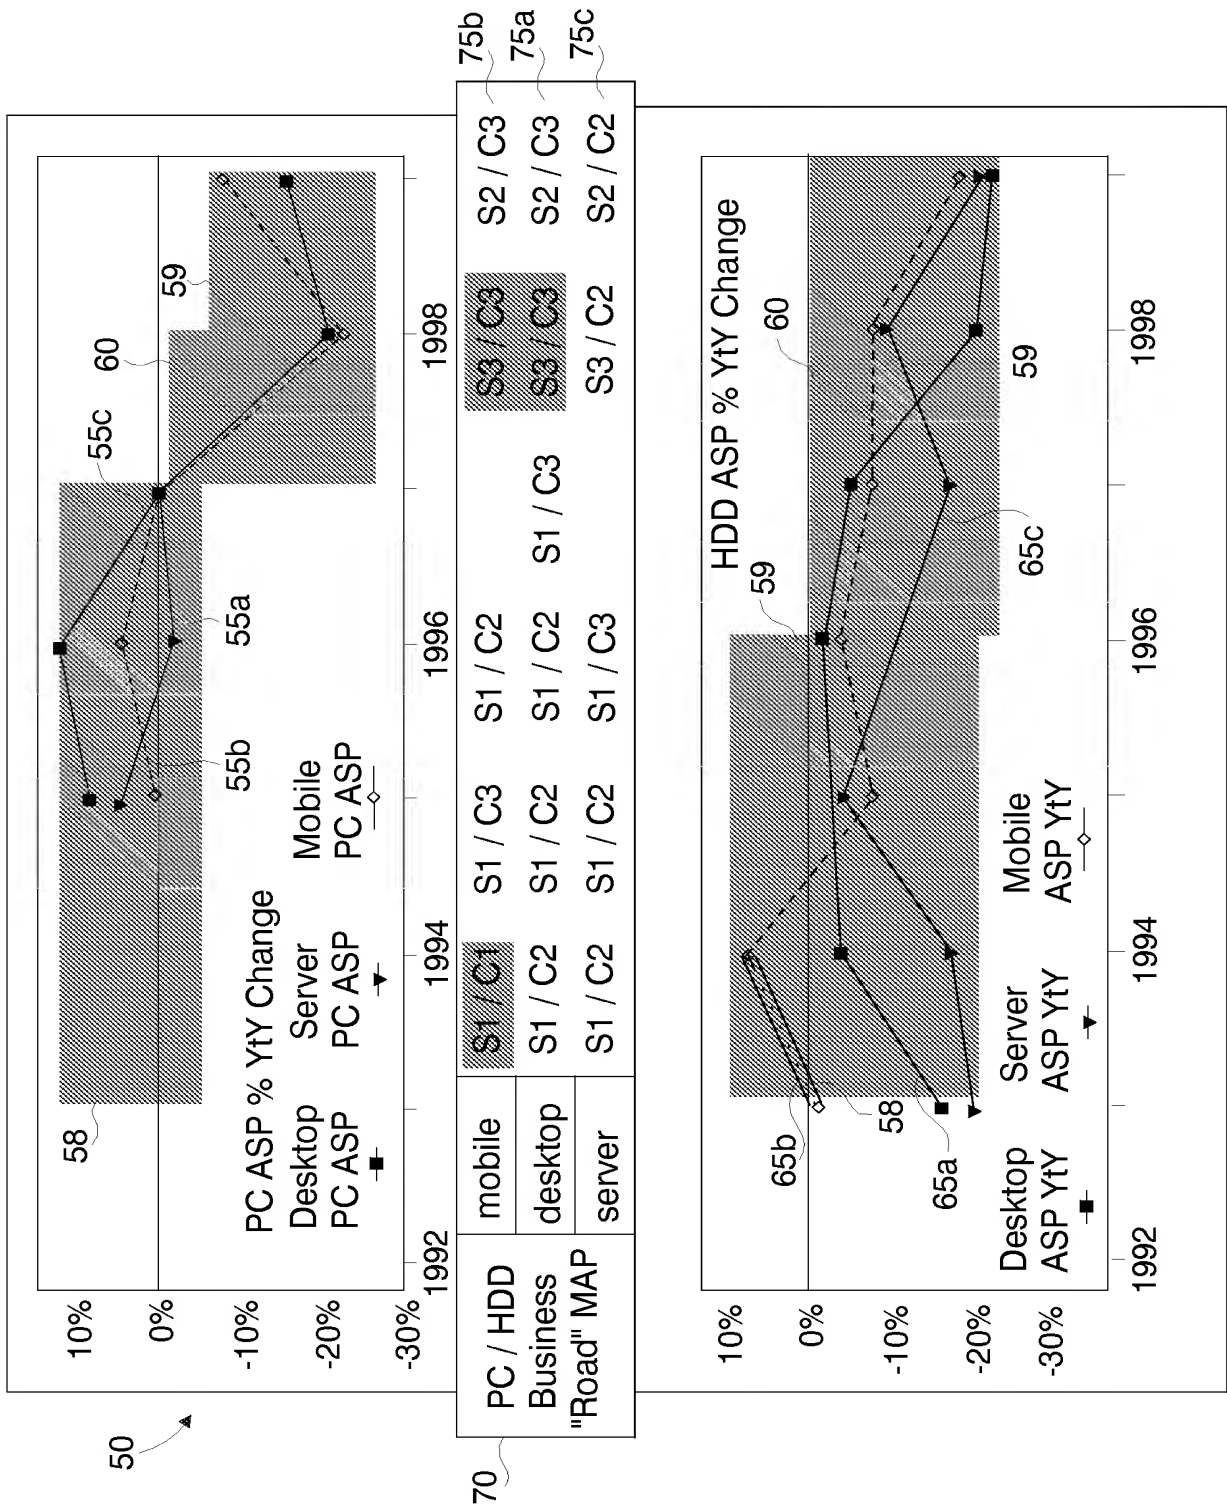 50
58
55c
60
59
10%
0%
-10%
-20%
-30%
55b
55a
PC ASP % YtY Change
Desktop PC ASP
Server PC ASP
Mobile PC ASP
1992
1994
1996
1998
70
PC / HDD
Business
"Road" MAP
mobile
S1 / C1
S1 / C3
S1 / C2
S3 / C3
S2 / C3
75b
desktop
S1 / C2
S1 / C2
S1 / C2
S1 / C3
S3 / C3
S2 / C3
75a
server
S1 / C2
S1 / C2
S1 / C3
S3 / C2
S2 / C2
75c
HDD ASP % YtY Change
10%
0%
-10%
-20%
-30%
65b
58
65a
59
60
65c
59
Desktop ASP YtY
Server ASP YtY
Mobile ASP YtY
1992
1994
1996
1998